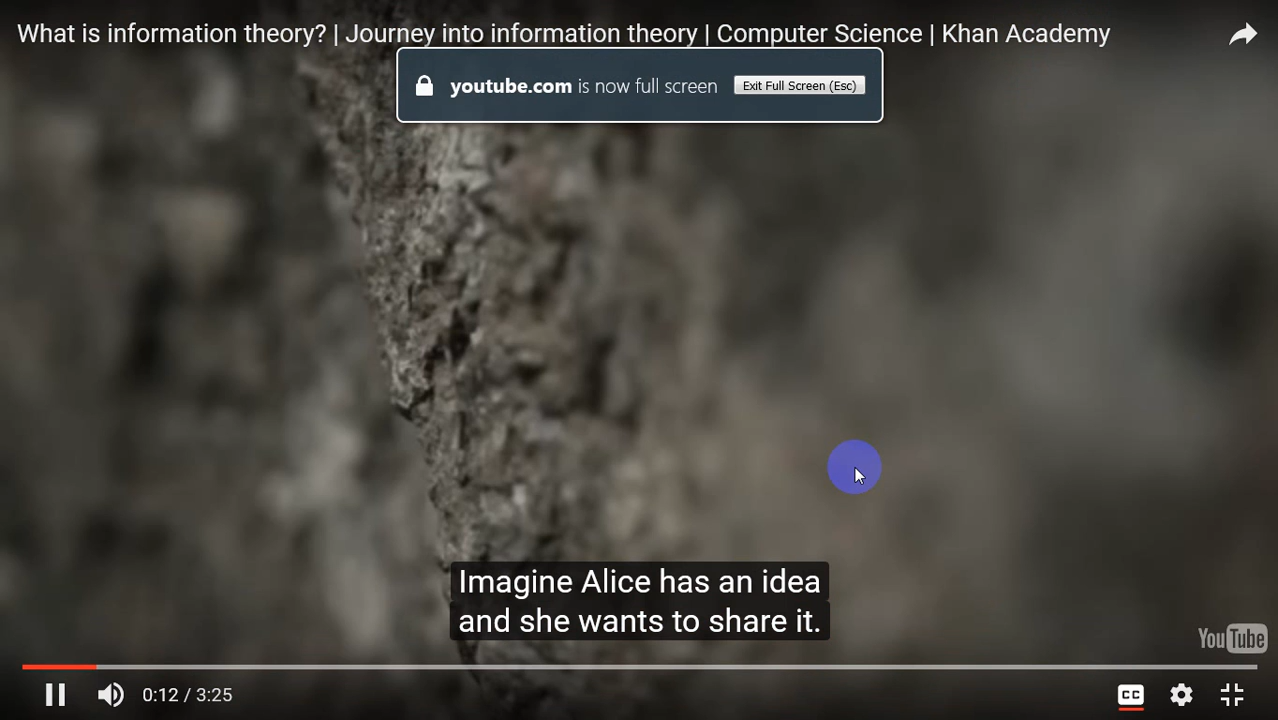 What is information theory? | Journey into information theory | Computer Science | Khan Academy
youtube.com is now full screen
Exit Full Screen (Esc)
Imagine Alice has an idea
and she wants to share it.
YouTube
0:12 / 3:25
CC